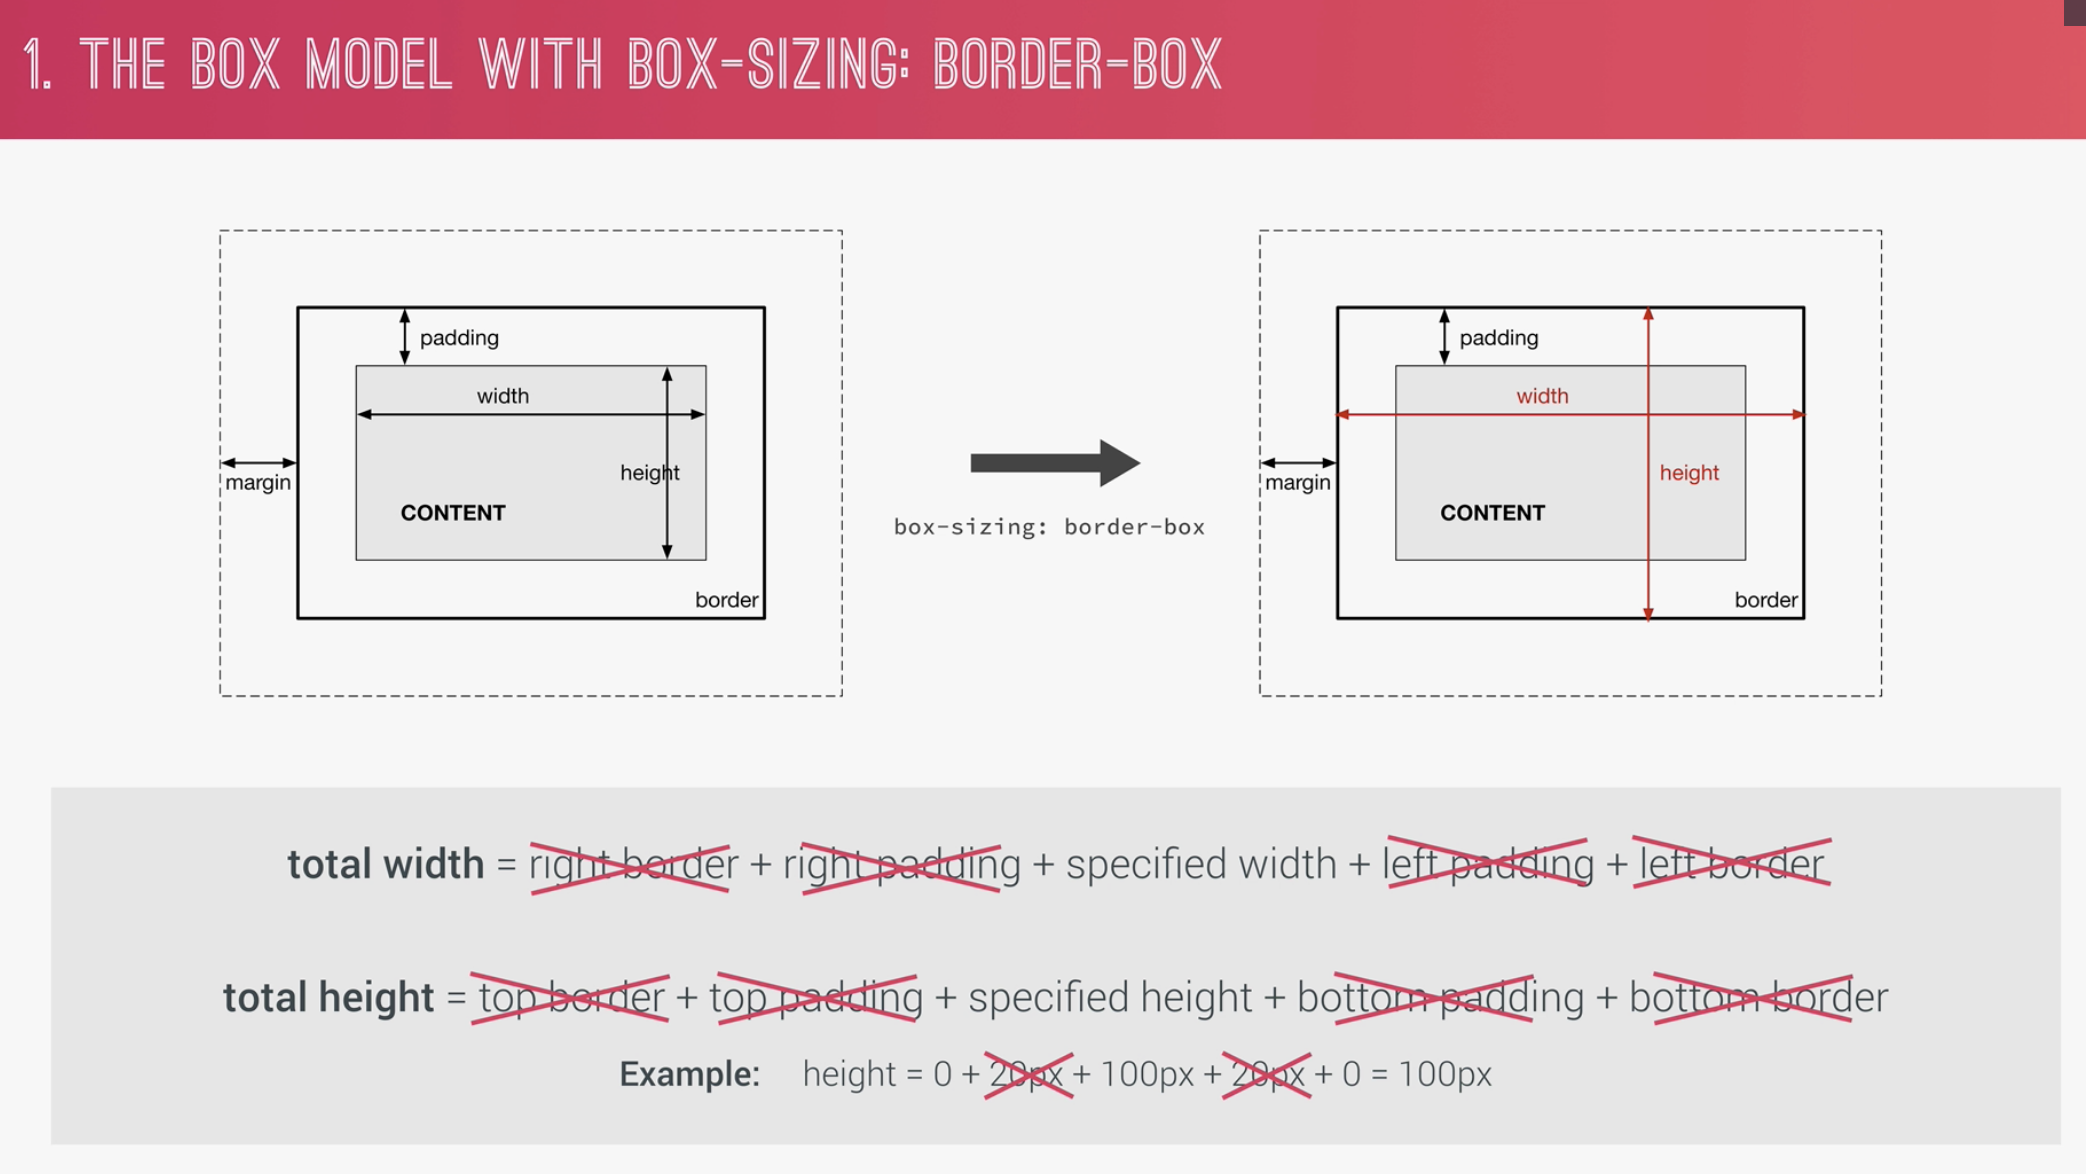 1. THE BOX MODEL WITH BOX-SIZING: BORDER-BOX
padding
width
height
margin
CONTENT
border
box-sizing: border-box
padding
width
height
margin
CONTENT
border
total width = right border + right padding + specified width + left padding + left border
total height = top border + top padding + specified height + bottom padding + bottom border
Example: height = 0 + 20px + 100px + 20px + 0 = 100px